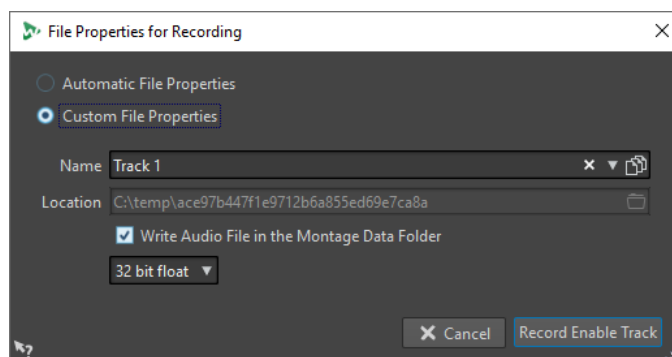 File Properties for Recording
Automatic File Properties
Custom File Properties
Name Track 1
Location C:\temp\ace97b447f1e9712b6a855ed69e7ca8a
Write Audio File in the Montage Data Folder
32 bit float
Cancel Record Enable Track